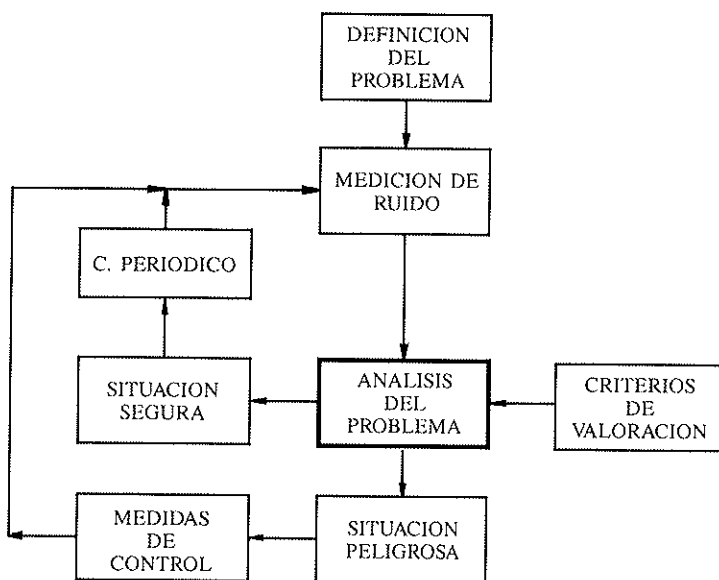 DEFINICION
DEL
PROBLEMA
MEDICION DE
RUIDO
C. PERIODICO
SITUACION
SEGURA
ANALISIS
DEL
PROBLEMA
CRITERIOS
DE
VALORACION
MEDIDAS
DE
CONTROL
SITUACION
PELIGROSA